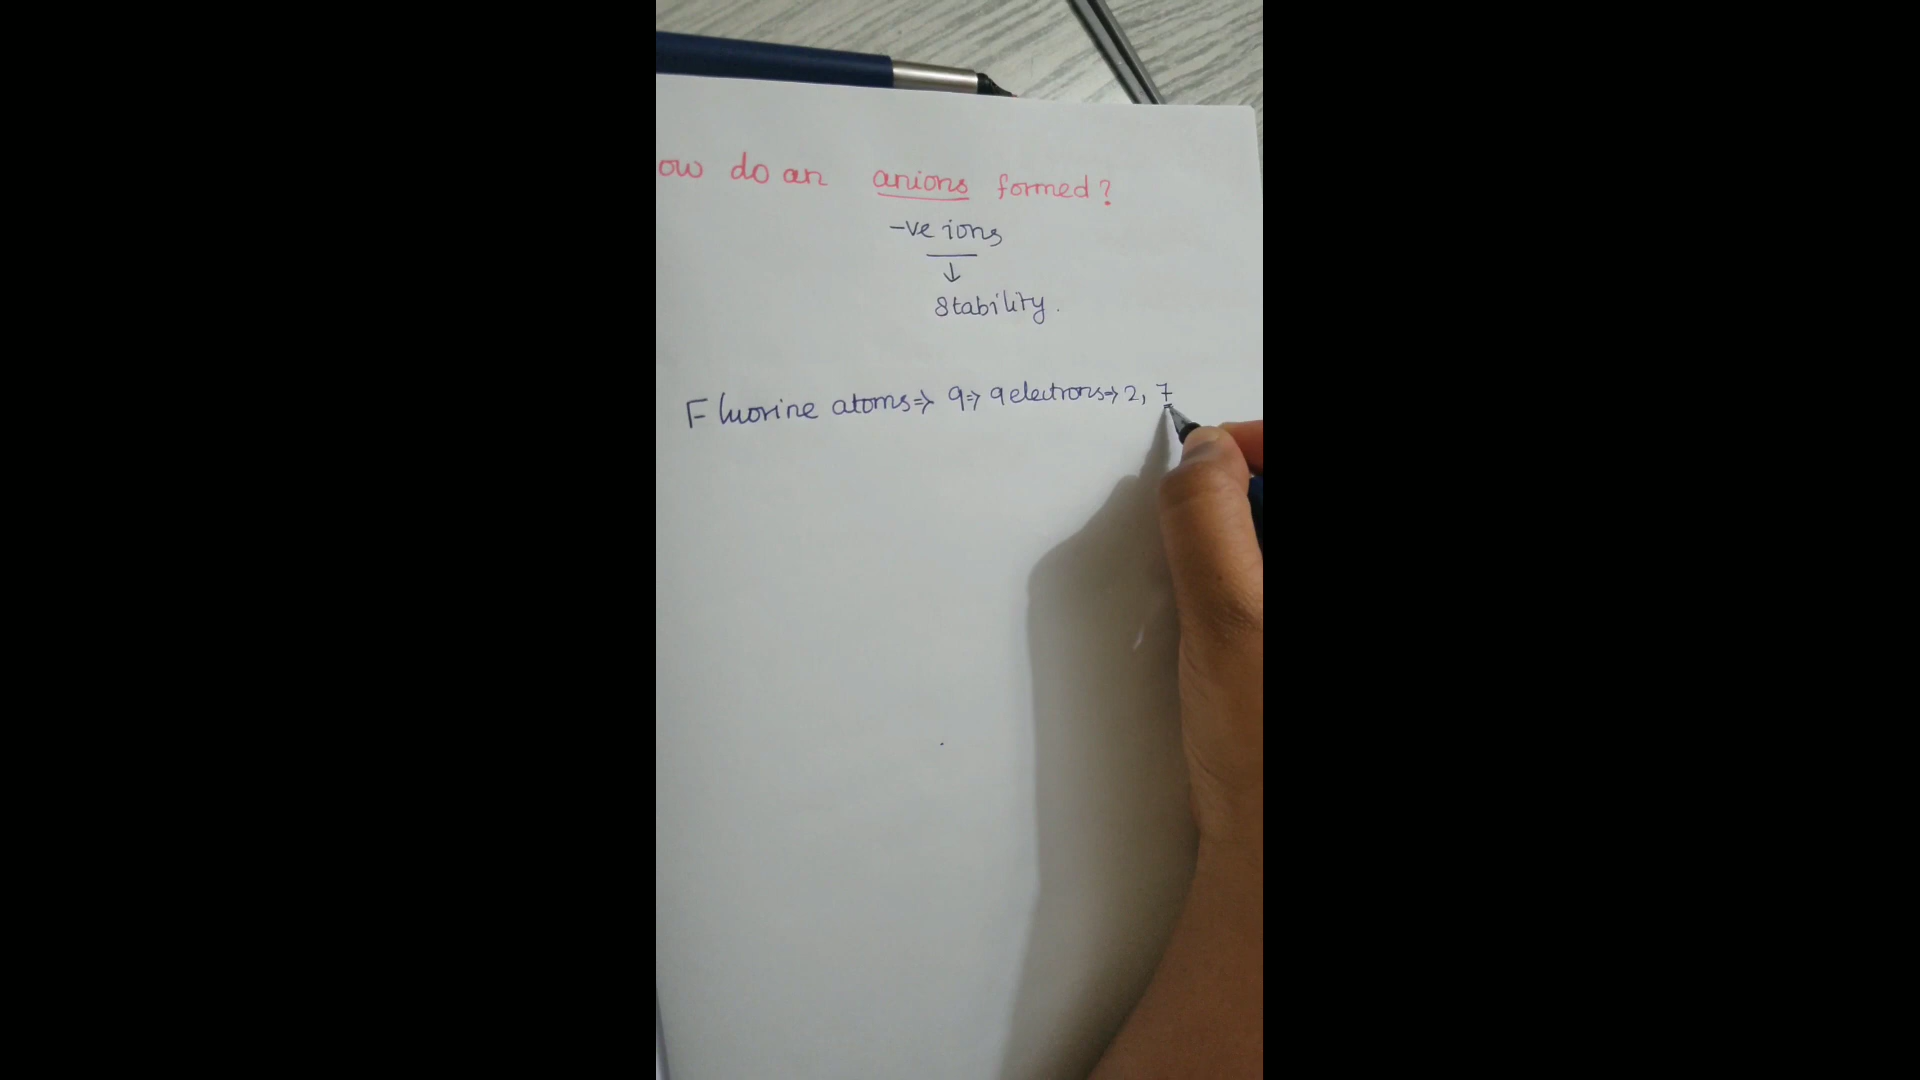 ow do an anions formed?
-ve ions
↓
Stability.
Fluorine atoms ⇒ 9 ⇒ 9 electrons ⇒ 2, 7